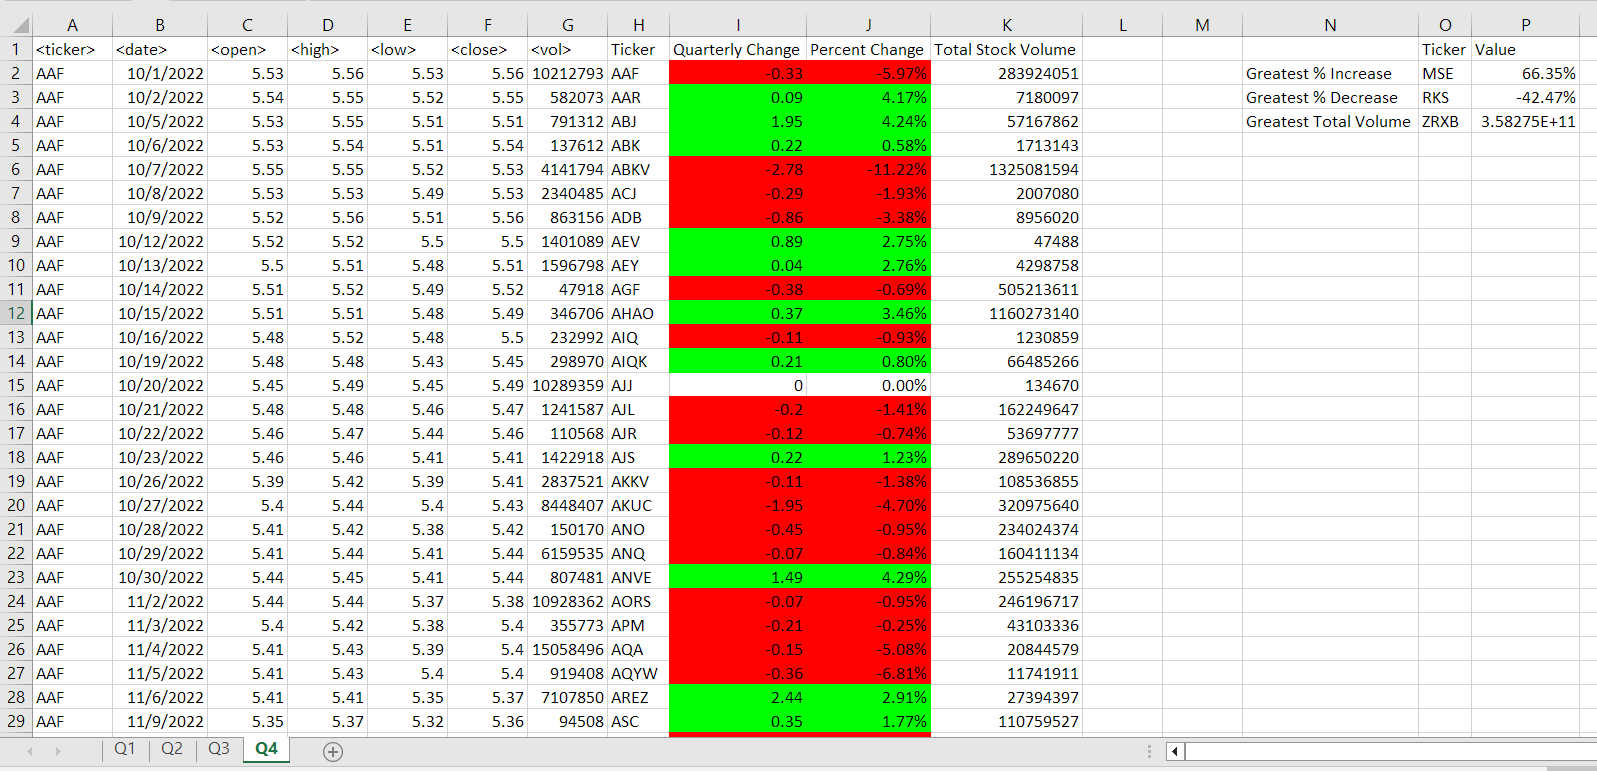 A B C D E F G H I J K L M N O P
1 <ticker> <date> <open> <high> <low> <close> <vol> Ticker Quarterly Change Percent Change Total Stock Volume Ticker Value
2 AAF 10/1/2022 5.53 5.56 5.53 5.56 10212793 AAF -0.33 -5.97% 283924051 Greatest % Increase MSE 66.35%
3 AAF 10/2/2022 5.54 5.55 5.52 5.55 582073 AAR 0.09 4.17% 7180097 Greatest % Decrease RKS -42.47%
4 AAF 10/5/2022 5.53 5.55 5.51 5.51 791312 ABJ 1.95 4.24% 57167862 Greatest Total Volume ZRXB 3.58275E+11
5 AAF 10/6/2022 5.53 5.54 5.51 5.54 137612 ABK 0.22 0.58% 1713143
6 AAF 10/7/2022 5.55 5.55 5.52 5.53 4141794 ABKV -2.78 -11.22% 1325081594
7 AAF 10/8/2022 5.53 5.53 5.49 5.53 2340485 ACJ -0.29 -1.93% 2007080
8 AAF 10/9/2022 5.52 5.56 5.51 5.56 863156 ADB -0.86 -3.38% 8956020
9 AAF 10/12/2022 5.52 5.52 5.5 5.5 1401089 AEV 0.89 2.75% 47488
10 AAF 10/13/2022 5.5 5.51 5.48 5.51 1596798 AEY 0.04 2.76% 4298758
11 AAF 10/14/2022 5.51 5.52 5.49 5.52 47918 AGF -0.38 -0.69% 505213611
12 AAF 10/15/2022 5.51 5.51 5.48 5.49 346706 AHAO 0.37 3.46% 1160273140
13 AAF 10/16/2022 5.48 5.52 5.48 5.5 232992 AIQ -0.11 -0.93% 1230859
14 AAF 10/19/2022 5.48 5.48 5.43 5.45 298970 AIQK 0.21 0.80% 66485266
15 AAF 10/20/2022 5.45 5.49 5.45 5.49 10289359 AJJ 0 0.00% 134670
16 AAF 10/21/2022 5.48 5.48 5.46 5.47 1241587 AJL -0.2 -1.41% 162249647
17 AAF 10/22/2022 5.46 5.47 5.44 5.46 110568 AJR -0.12 -0.74% 53697777
18 AAF 10/23/2022 5.46 5.46 5.41 5.41 1422918 AJS 0.22 1.23% 289650220
19 AAF 10/26/2022 5.39 5.42 5.39 5.41 2837521 AKKV -0.11 -1.38% 108536855
20 AAF 10/27/2022 5.4 5.44 5.4 5.43 8448407 AKUC -1.95 -4.70% 320975640
21 AAF 10/28/2022 5.41 5.42 5.38 5.42 150170 ANO -0.45 -0.95% 234024374
22 AAF 10/29/2022 5.41 5.44 5.41 5.44 6159535 ANQ -0.07 -0.84% 160411134
23 AAF 10/30/2022 5.44 5.45 5.41 5.44 807481 ANVE 1.49 4.29% 255254835
24 AAF 11/2/2022 5.44 5.44 5.37 5.38 10928362 AORS -0.07 -0.95% 246196717
25 AAF 11/3/2022 5.4 5.42 5.38 5.4 355773 APM -0.21 -0.25% 43103336
26 AAF 11/4/2022 5.41 5.43 5.39 5.4 15058496 AQA -0.15 -5.08% 20844579
27 AAF 11/5/2022 5.41 5.43 5.4 5.4 919408 AQYW -0.36 -6.81% 11741911
28 AAF 11/6/2022 5.41 5.41 5.35 5.37 7107850 AREZ 2.44 2.91% 27394397
29 AAF 11/9/2022 5.35 5.37 5.32 5.36 94508 ASC 0.35 1.77% 110759527
Q1 Q2 Q3 Q4